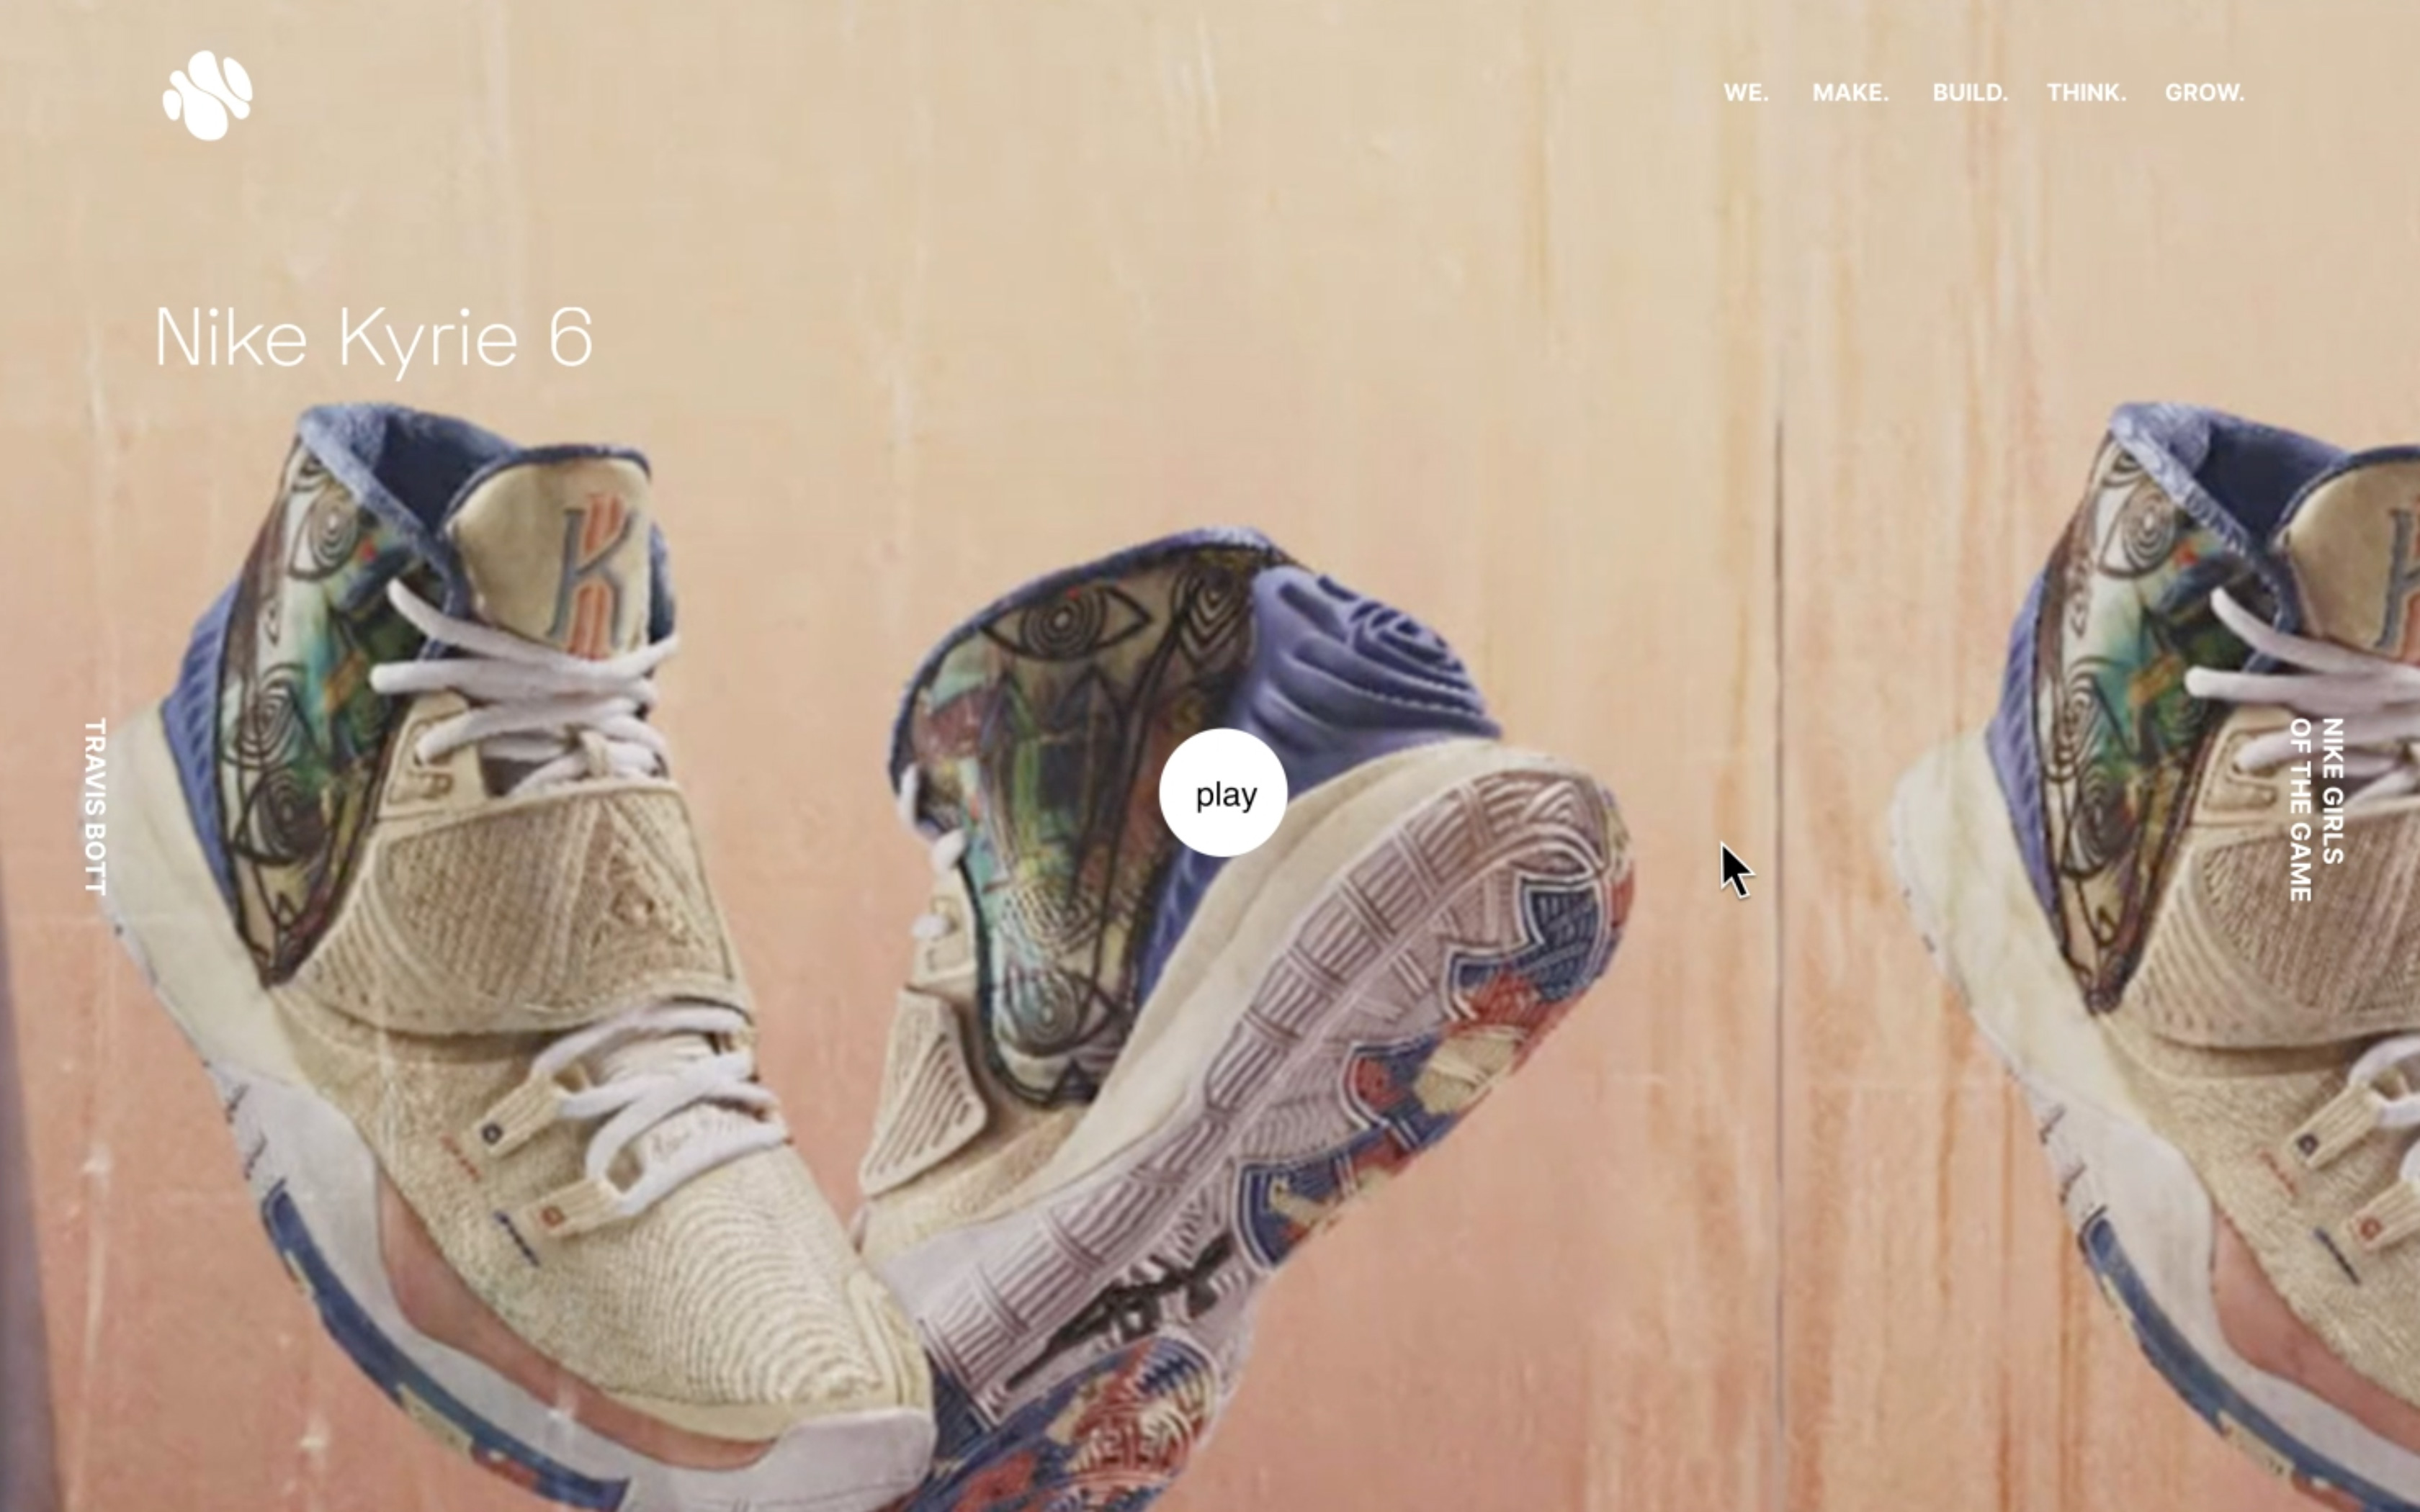 WE. MAKE. BUILD. THINK. GROW.
Nike Kyrie 6
K
TRAVIS BOTT
play
NIKE GIRLS
OF THE GAME